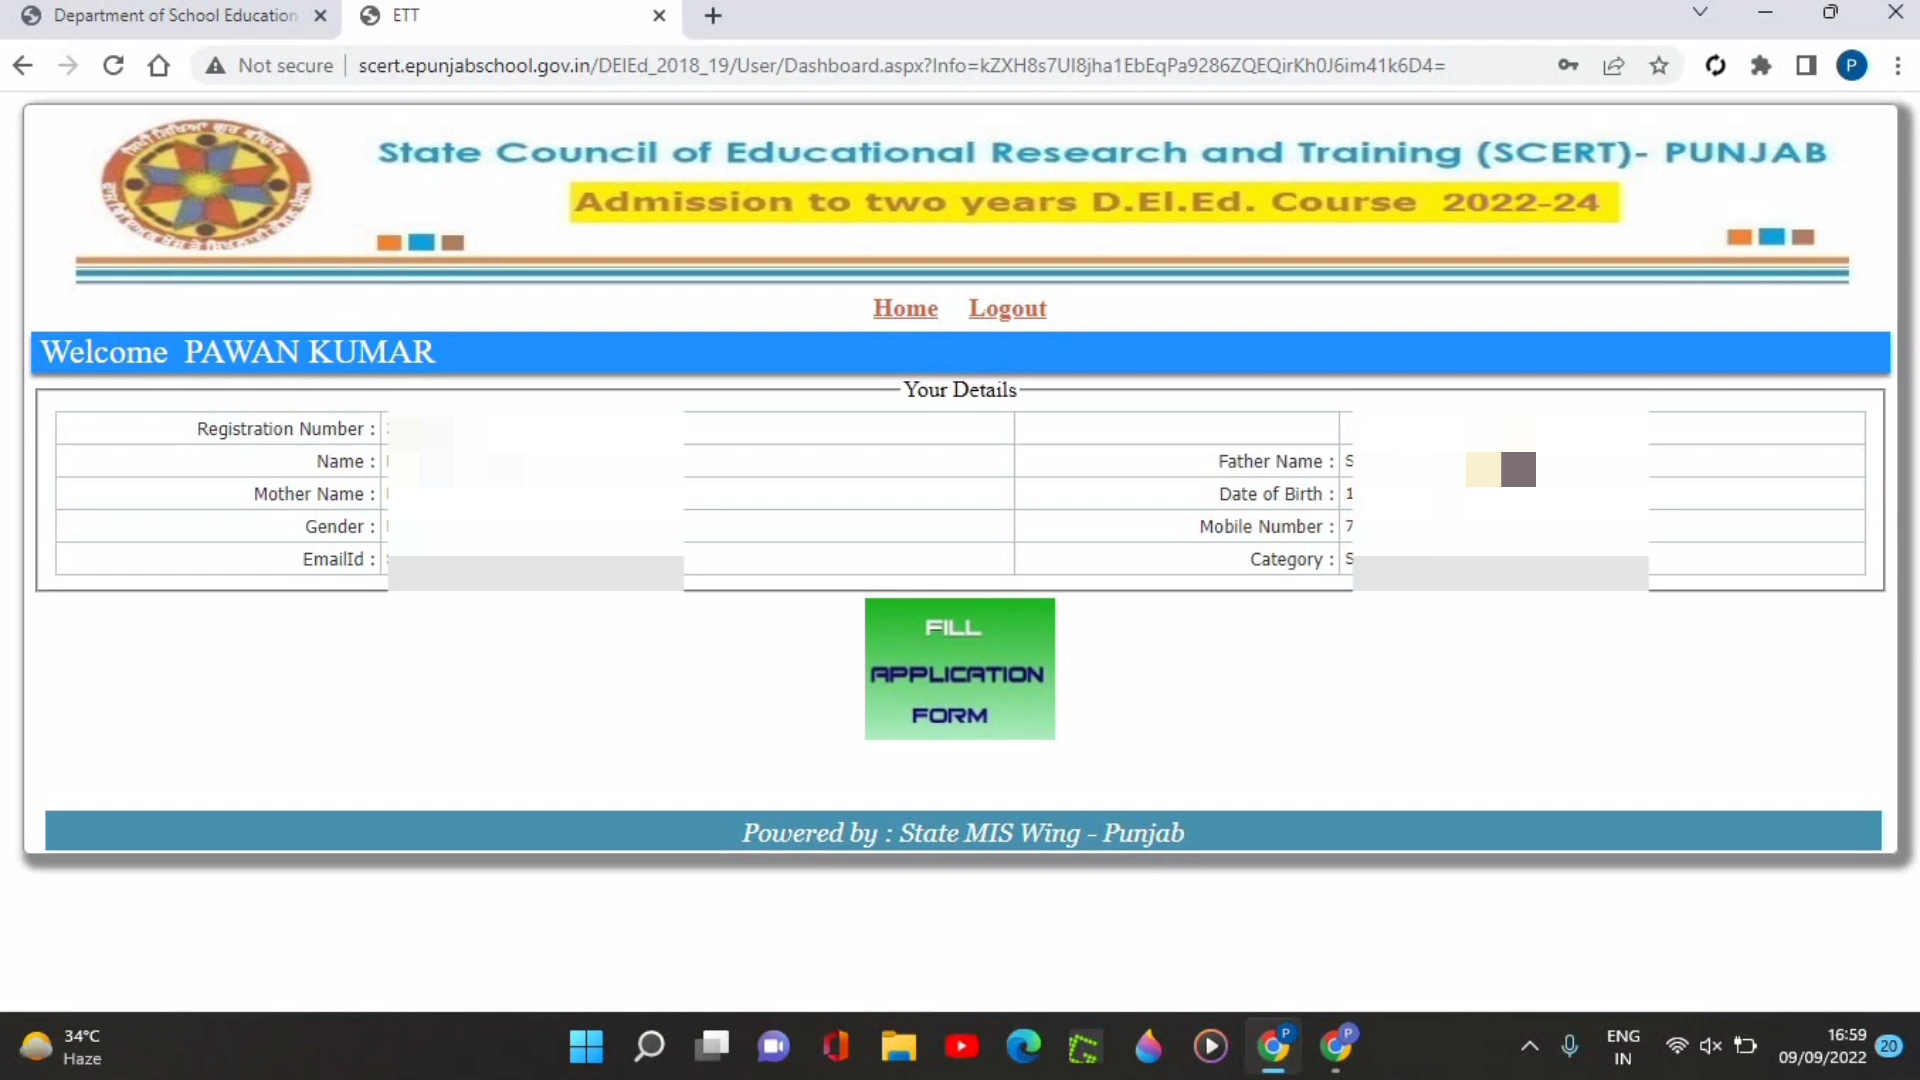 Department of School Education
ETT
Not secure
scert.epunjabschool.gov.in/DElEd_2018_19/User/Dashboard.aspx?Info=kZXH8s7UI8jha1EbEqPa9286ZQEQirKh0J6im41k6D4=
P
State Council of Educational Research and Training (SCERT)- PUNJAB
Admission to two years D.El.Ed. Course 2022-24
Home Logout
Welcome PAWAN KUMAR
Your Details
Registration Number :
Name : Father Name : S
Mother Name : Date of Birth : 1
Gender : Mobile Number : 7
EmailId : Category : S
FILL
APPLICATION
FORM
Powered by : State MIS Wing - Punjab
34°C
Haze
P
P
ENG
IN
16:59
09/09/2022
20